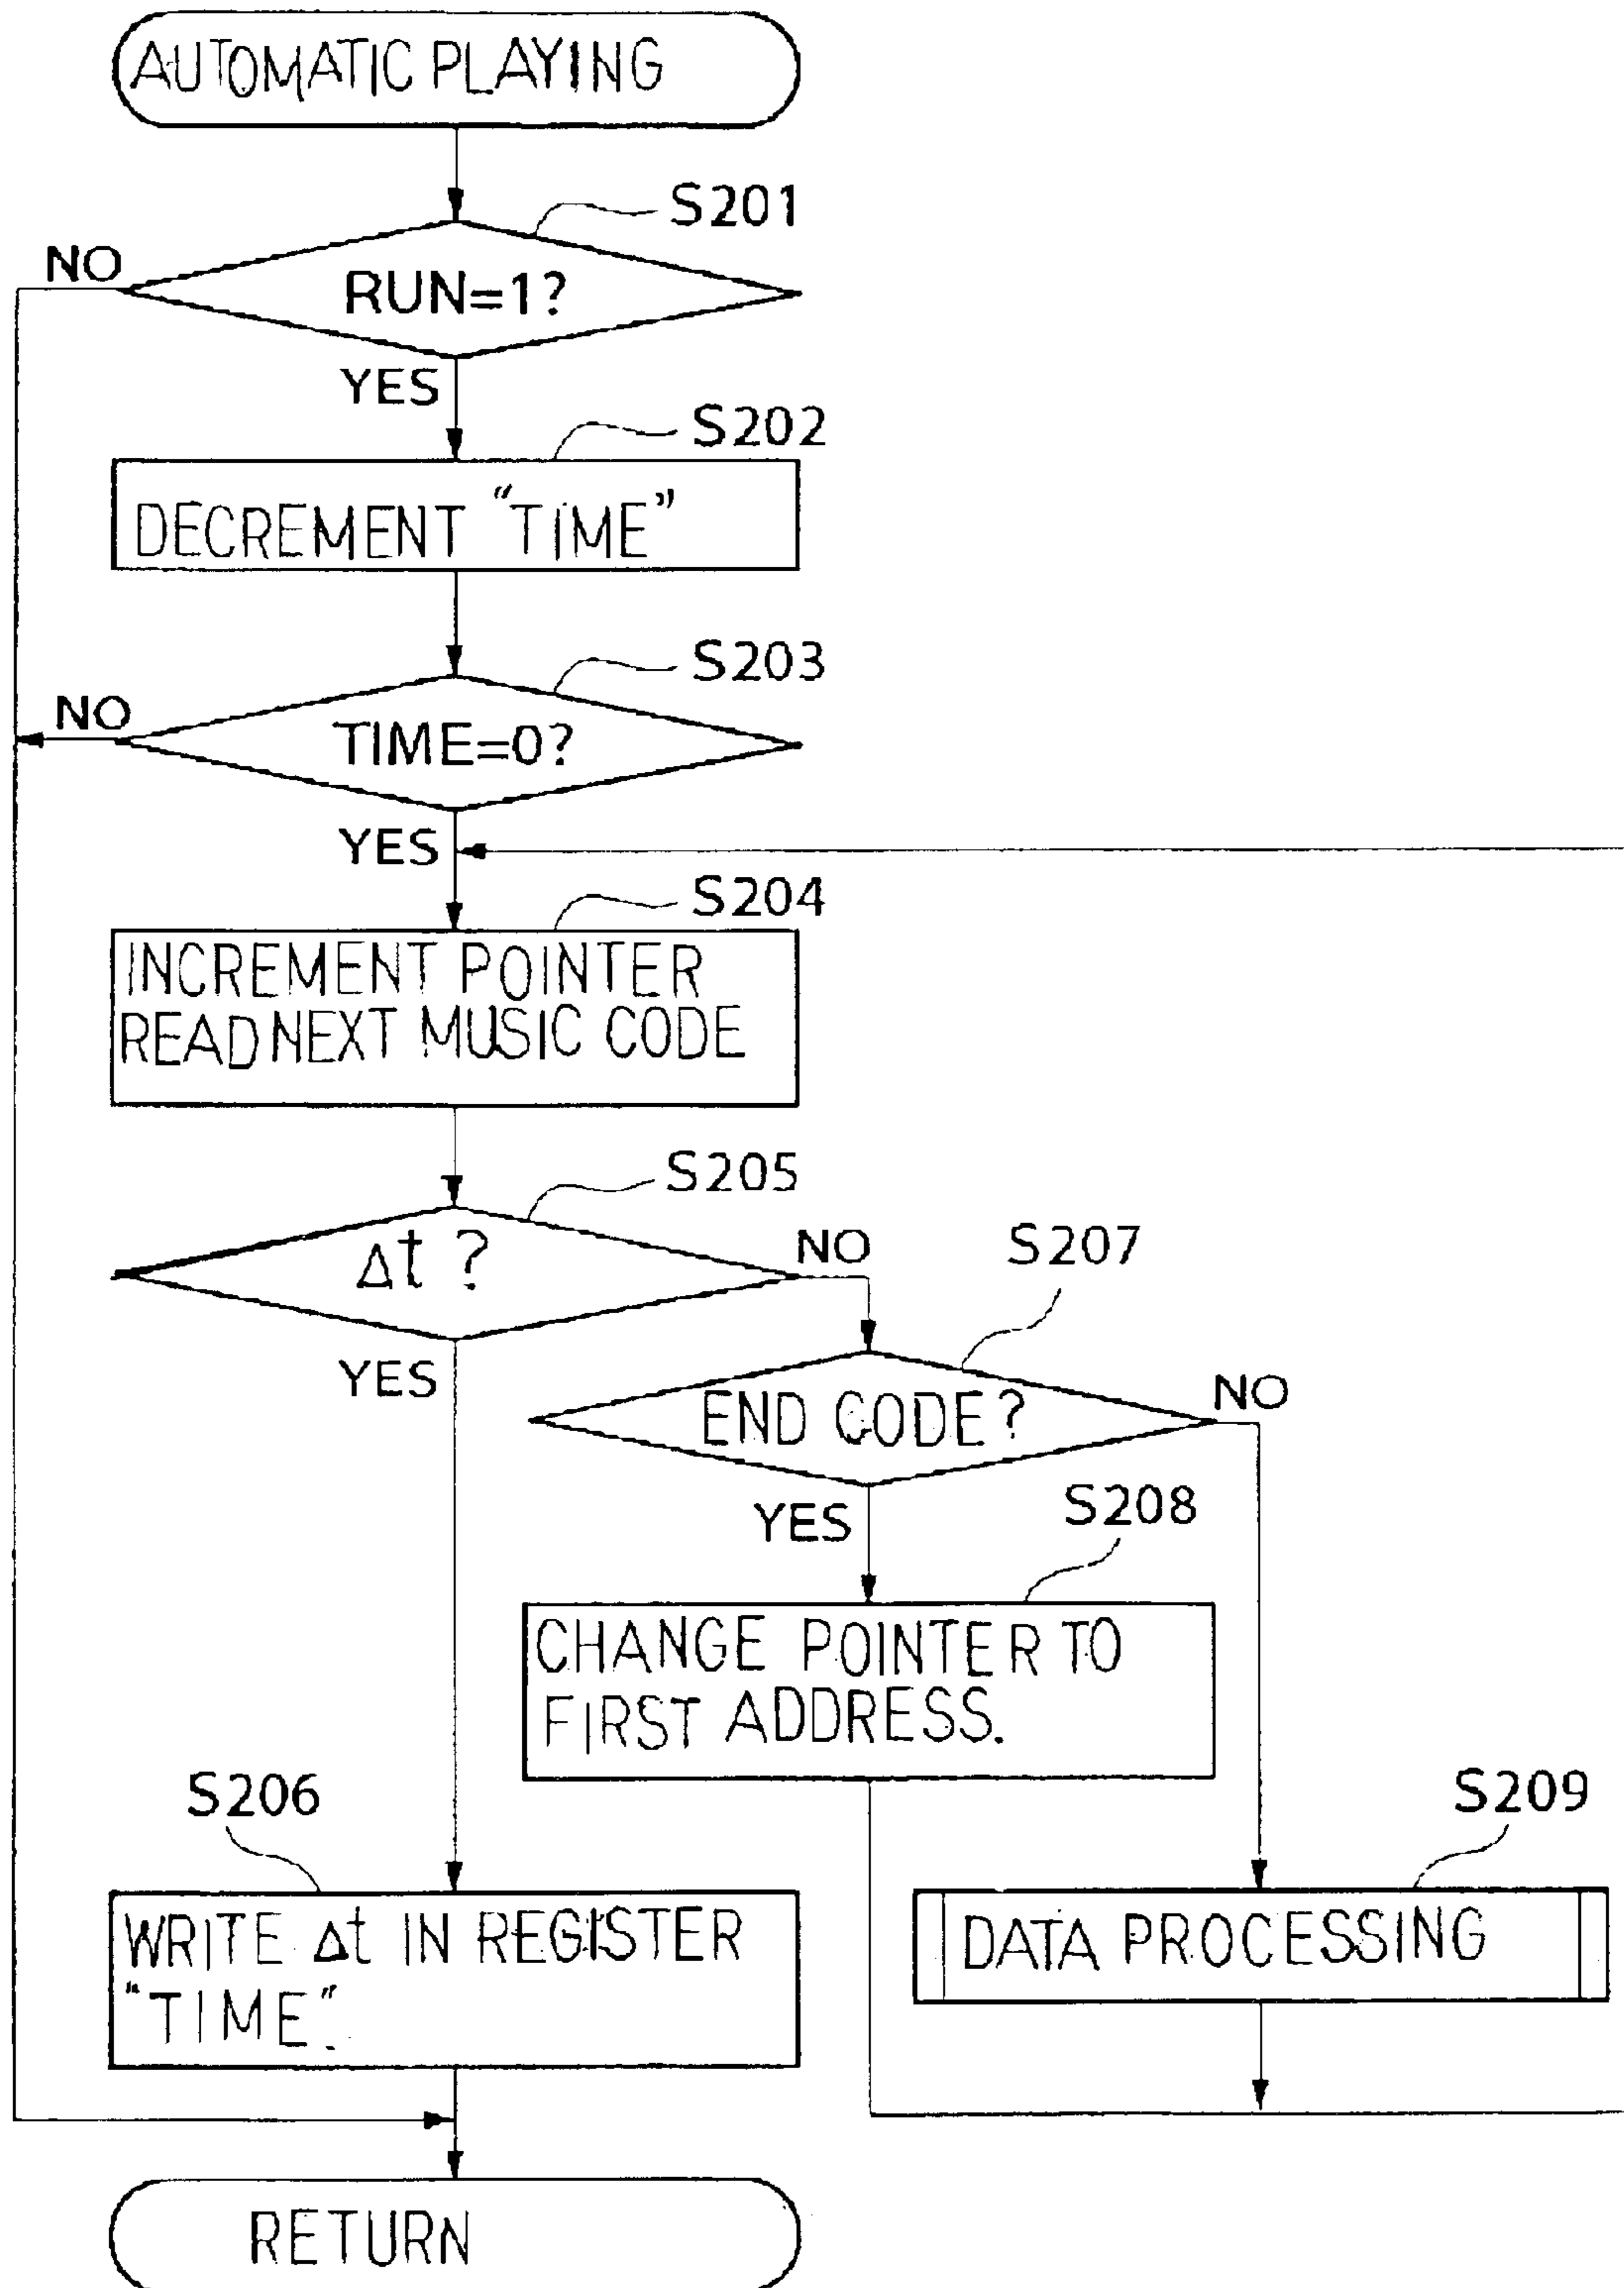 AUTOMATIC PLAYING
S201
NO
RUN=1?
YES
S202
DECREMENT "TIME"
S203
NO
TIME=0?
YES
S204
INCREMENT POINTER
READ NEXT MUSIC CODE
S205
Δt ?
NO
S207
YES
END CODE?
NO
YES
S208
CHANGE POINTER TO
FIRST ADDRESS.
S206
S209
WRITE Δt IN REGISTER
"TIME".
DATA PROCESSING
RETURN